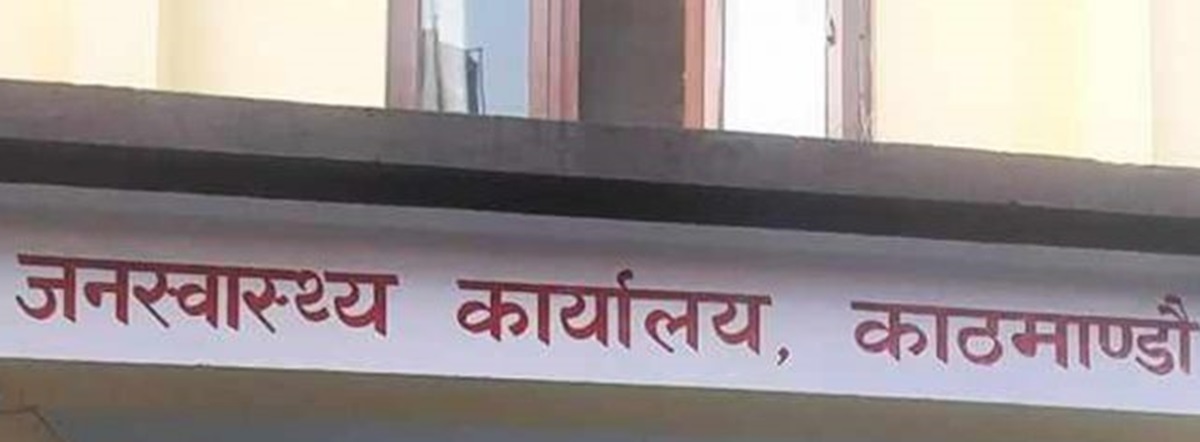 जनस्वास्थ्य कार्यालय, काठमाण्डौ